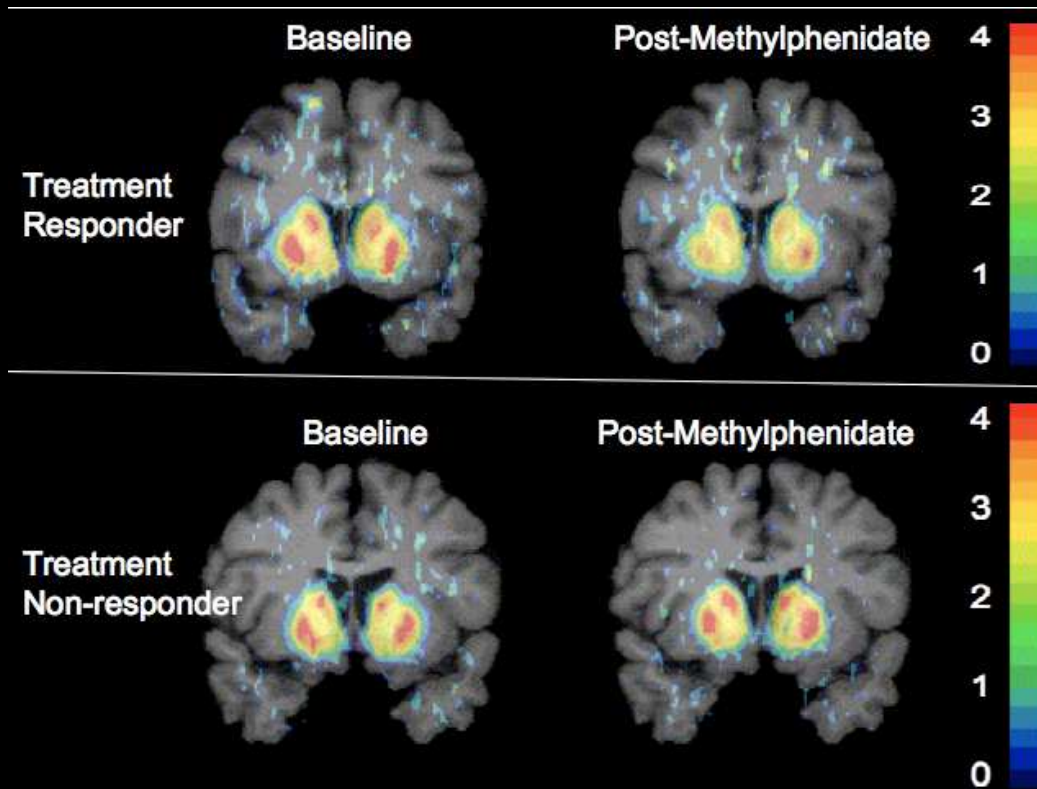 Baseline
Post-Methylphenidate
4
3
Treatment
Responder
2
1
0
Baseline
Post-Methylphenidate
4
3
Treatment
Non-responder
2
1
0